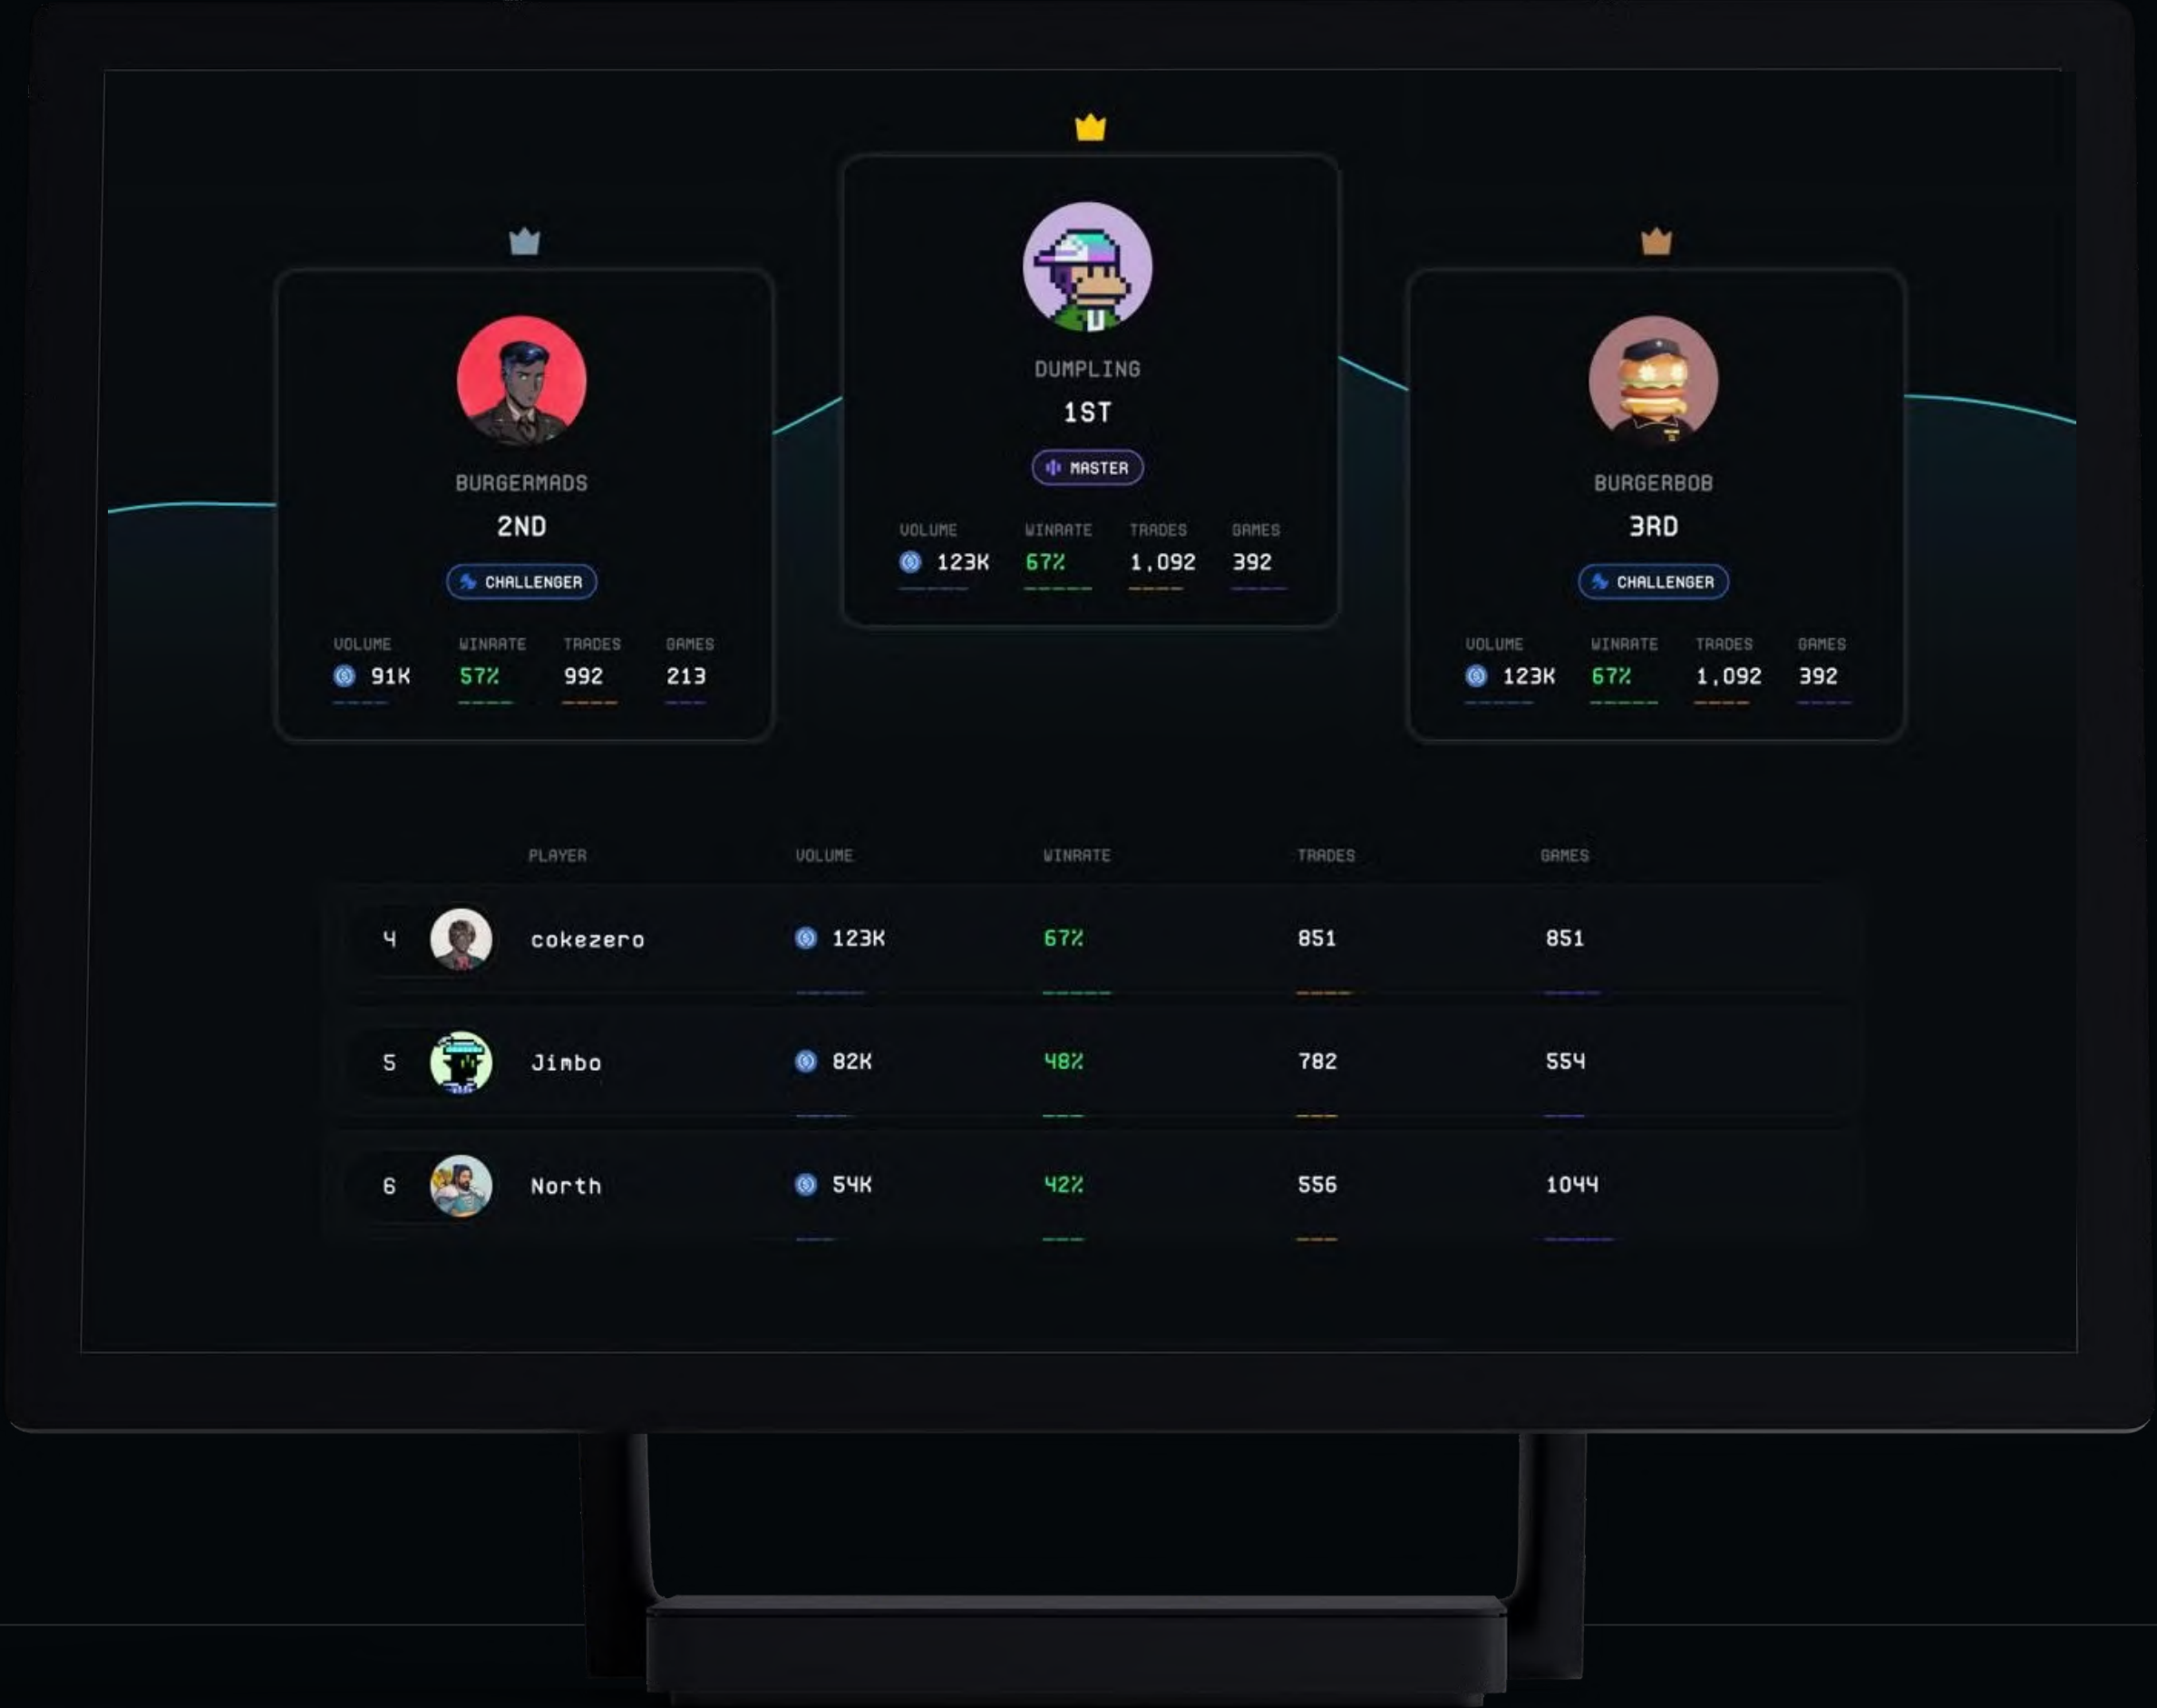 DUMPLING
1ST
MASTER
VOLUME WINRATE TRADES GAMES
123K 67% 1,092 392
BURGERMADS
2ND
CHALLENGER
VOLUME WINRATE TRADES GAMES
91K 57% 992 213
BURGERBOB
3RD
CHALLENGER
VOLUME WINRATE TRADES GAMES
123K 67% 1,092 392
PLAYER VOLUME WINRATE TRADES GAMES
4 cokezero 123K 67% 851 851
5 Jimbo 82K 48% 782 554
6 North 54K 42% 556 1044